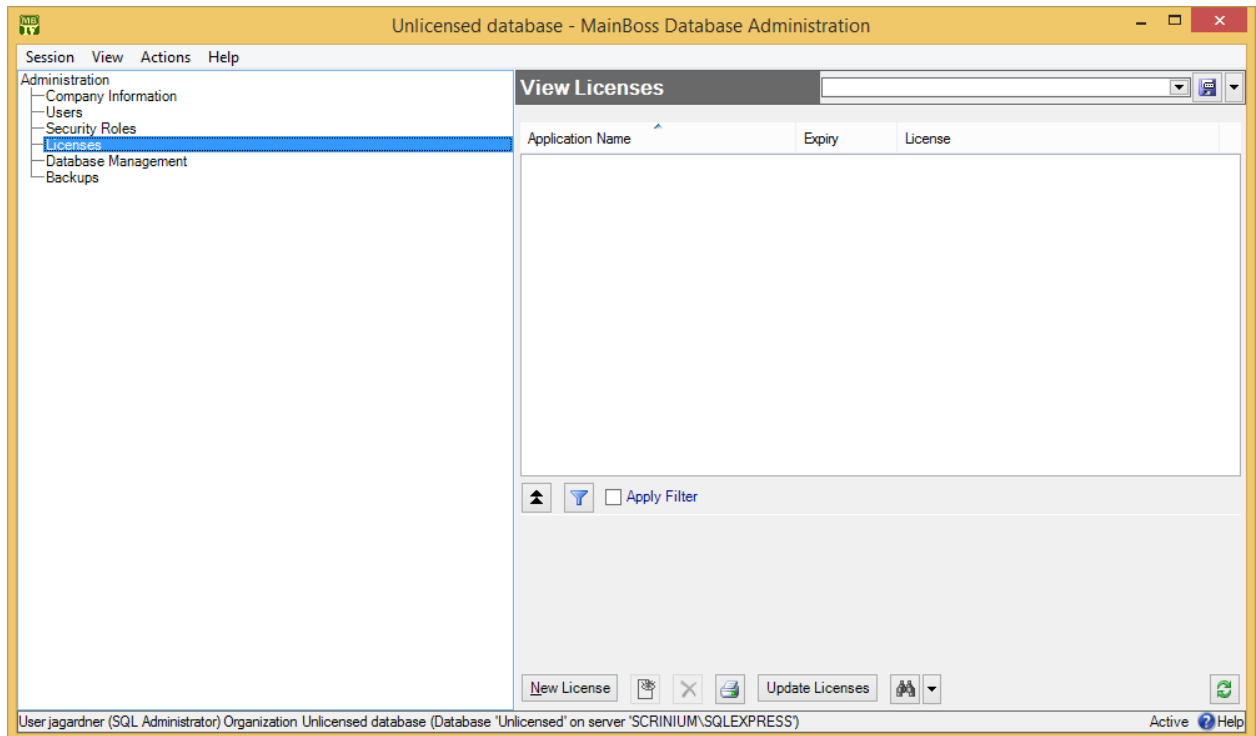 Unlicensed database - MainBoss Database Administration
Session View Actions Help
Administration
Company Information
Users
Security Roles
Licenses
Database Management
Backups
View Licenses
Application Name Expiry License
Apply Filter
New License Update Licenses
User jagardner (SQL Administrator) Organization Unlicensed database (Database 'Unlicensed' on server 'SCRINIUM\SQLEXPRESS') Active Help